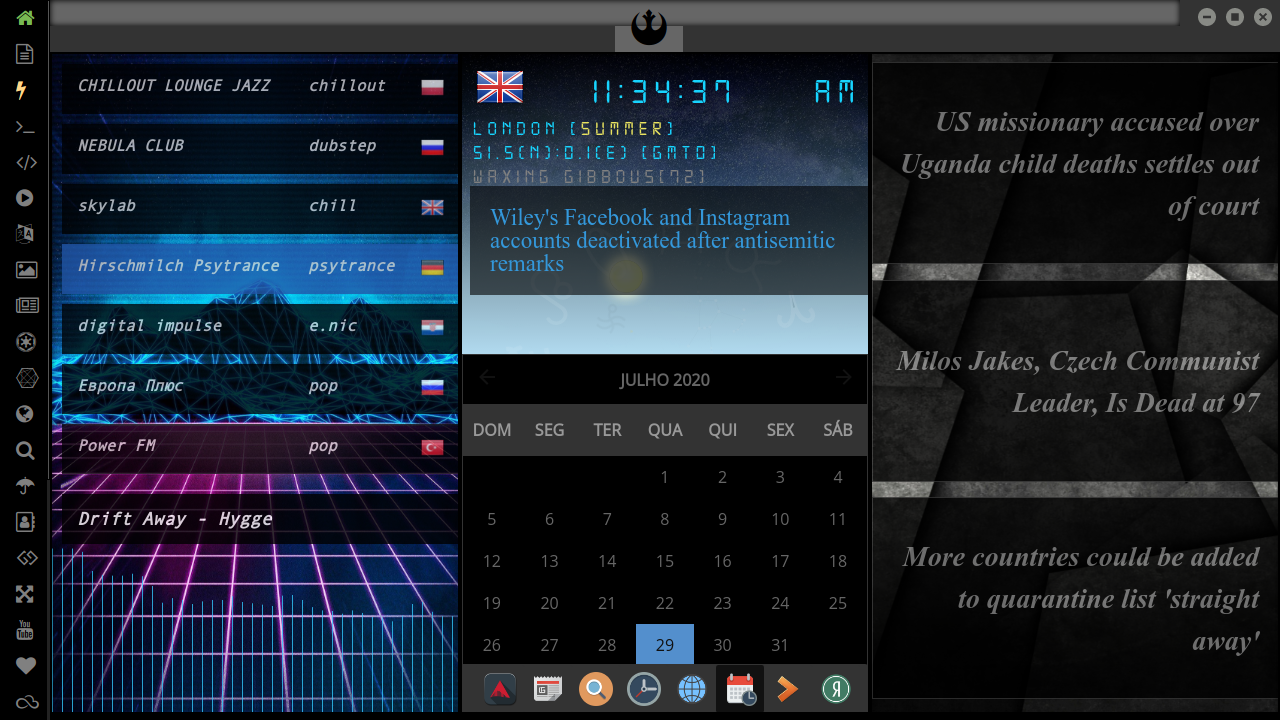 CHILLOUT LOUNGE JAZZ chillout
NEBULA CLUB dubstep
skylab chill
Hirschmilch Psytrance psytrance
digital impulse e.nic
Европа Плюс pop
Power FM pop
Drift Away - Hygge
11:34:37 AM
LONDON (SUMMER)
51.5(N):0.1(E) (GMT0)
WAXING GIBBOUS(72)
Wiley's Facebook and Instagram
accounts deactivated after antisemitic
remarks
JULHO 2020
DOM SEG TER QUA QUI SEX SÁB
1 2 3 4
5 6 7 8 9 10 11
12 13 14 15 16 17 18
19 20 21 22 23 24 25
26 27 28 29 30 31
US missionary accused over
Uganda child deaths settles out
of court
Milos Jakes, Czech Communist
Leader, Is Dead at 97
More countries could be added
to quarantine list 'straight
away'
You
Tube
Я